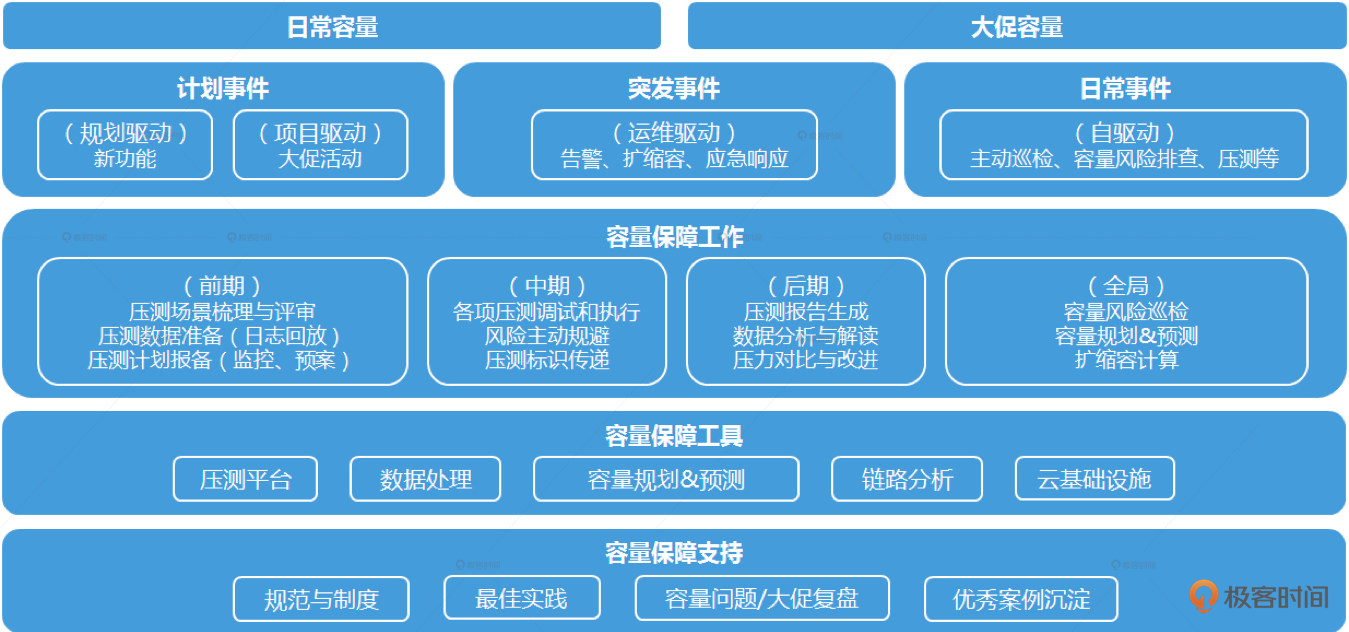 日常容量
大促容量
计划事件
（规划驱动）
新功能
（项目驱动）
大促活动
突发事件
（运维驱动）
告警、扩缩容、应急响应
日常事件
（自驱动）
主动巡检、容量风险排查、压测等
容量保障工作
（前期）
压测场景梳理与评审
压测数据准备（日志回放）
压测计划报备（监控、预案）
（中期）
各项压测调试和执行
风险主动规避
压测标识传递
（后期）
压测报告生成
数据分析与解读
压力对比与改进
（全局）
容量风险巡检
容量规划&预测
扩缩容计算
容量保障工具
压测平台
数据处理
容量规划&预测
链路分析
云基础设施
容量保障支持
规范与制度
最佳实践
容量问题/大促复盘
优秀案例沉淀
极客时间